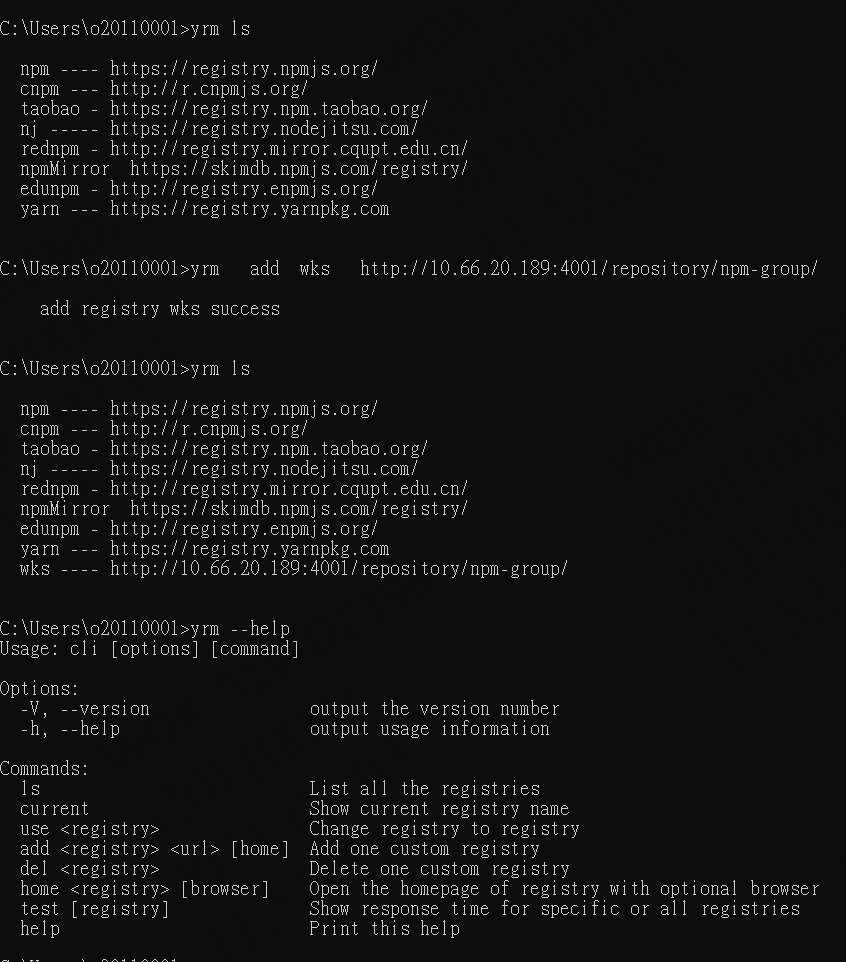 C:\Users\o20110001>yrm ls
npm ---- https://registry.npmjs.org/
cnpm --- http://r.cnpmjs.org/
taobao - https://registry.npm.taobao.org/
nj ----- https://registry.nodejitsu.com/
rednpm - http://registry.mirror.cqupt.edu.cn/
npmMirror  https://skimdb.npmjs.com/registry/
edunpm - http://registry.enpmjs.org/
yarn --- https://registry.yarnpkg.com
C:\Users\o20110001>yrm   add  wks   http://10.66.20.189:4001/repository/npm-group/
add registry wks success
C:\Users\o20110001>yrm ls
npm ---- https://registry.npmjs.org/
cnpm --- http://r.cnpmjs.org/
taobao - https://registry.npm.taobao.org/
nj ----- https://registry.nodejitsu.com/
rednpm - http://registry.mirror.cqupt.edu.cn/
npmMirror  https://skimdb.npmjs.com/registry/
edunpm - http://registry.enpmjs.org/
yarn --- https://registry.yarnpkg.com
wks ---- http://10.66.20.189:4001/repository/npm-group/
C:\Users\o20110001>yrm --help
Usage: cli [options] [command]
Options:
-V, --version                output the version number
-h, --help                   output usage information
Commands:
ls                           List all the registries
current                      Show current registry name
use <registry>               Change registry to registry
add <registry> <url> [home]  Add one custom registry
del <registry>               Delete one custom registry
home <registry> [browser]    Open the homepage of registry with optional browser
test [registry]              Show response time for specific or all registries
help                         Print this help